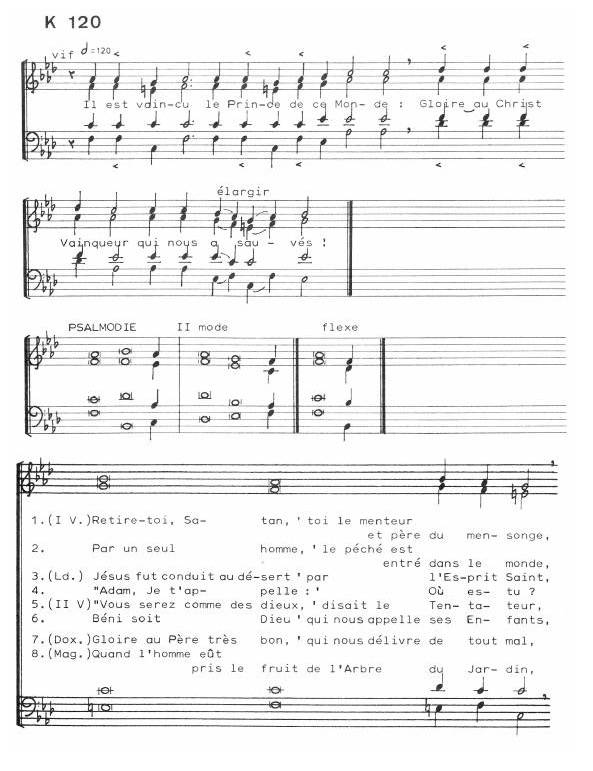 K 120
vif =120
Il est vain-cu le Prin-ce de ce Mon- de : Gloire au Christ
élargir
Vainqueur qui nous a sau - vés !
PSALMODIE II mode flexe
1.(I V.)Retire-toi, Sa- tan,' toi le menteur
et père du men- songe,
2. Par un seul homme,' le péché est
entré dans le monde,
3.(Ld.) Jésus fut conduit au dé-sert ' par l'Es-prit Saint,
4. "Adam, Je t'ap- pelle :' Où es- tu ?
5.(II V)"Vous serez comme des dieux,' disait le Ten- ta- teur,
6. Béni soit Dieu ' qui nous appelle ses En- fants,
7.(Dox.)Gloire au Père très bon,' qui nous délivre de tout mal,
8.(Mag.)Quand l'homme eût
pris le fruit de l'Arbre du Jar- din,